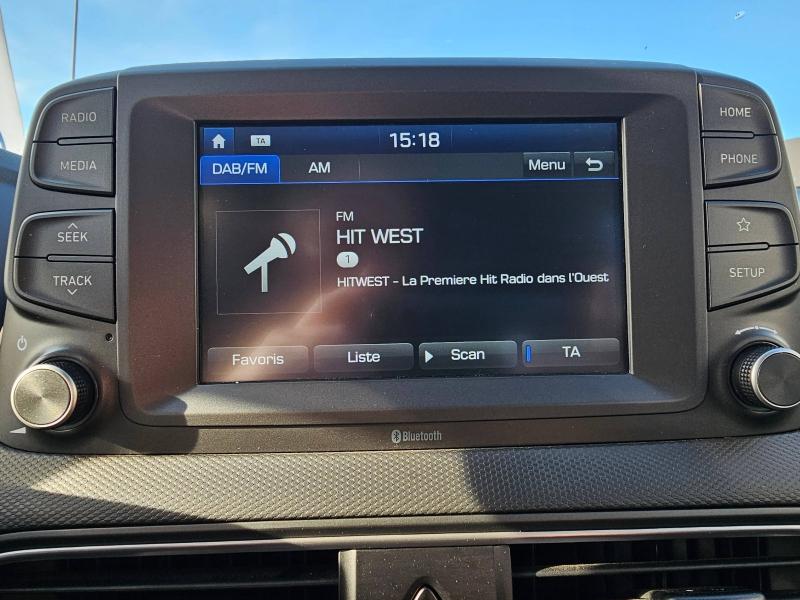 RADIO
MEDIA
SEEK
TRACK
HOME
PHONE
SETUP
TA
15:18
DAB/FM
AM
Menu
FM
HIT WEST
1
HITWEST - La Premiere Hit Radio dans l'Ouest
Favoris
Liste
Scan
TA
Bluetooth